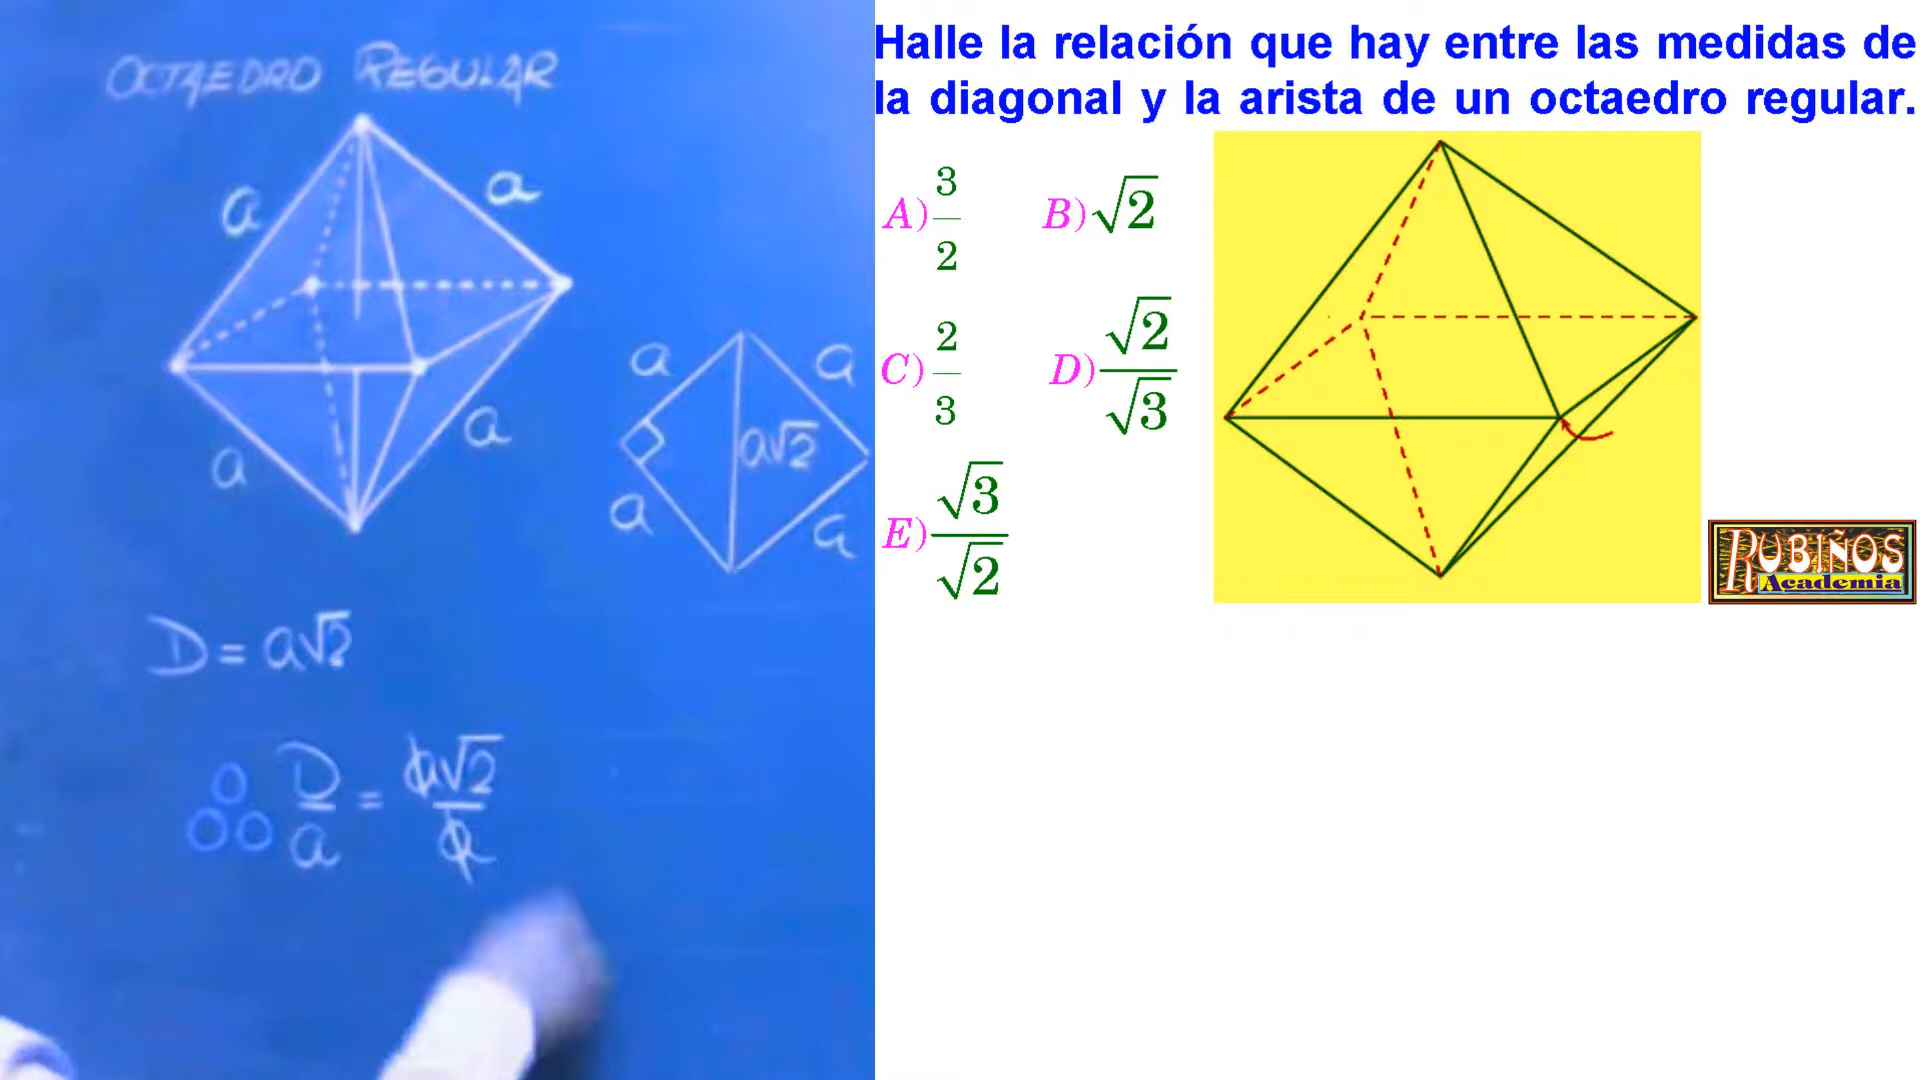 OCTAEDRO REGULAR
a
a
a
a
a
a
a√2
a
a
D = a√2
D/a = a√2/a
Halle la relación que hay entre las medidas de
la diagonal y la arista de un octaedro regular.
A) 3/2
B) √2
C) 2/3
D) √2/√3
E) √3/√2
RUBIÑOS
Academia